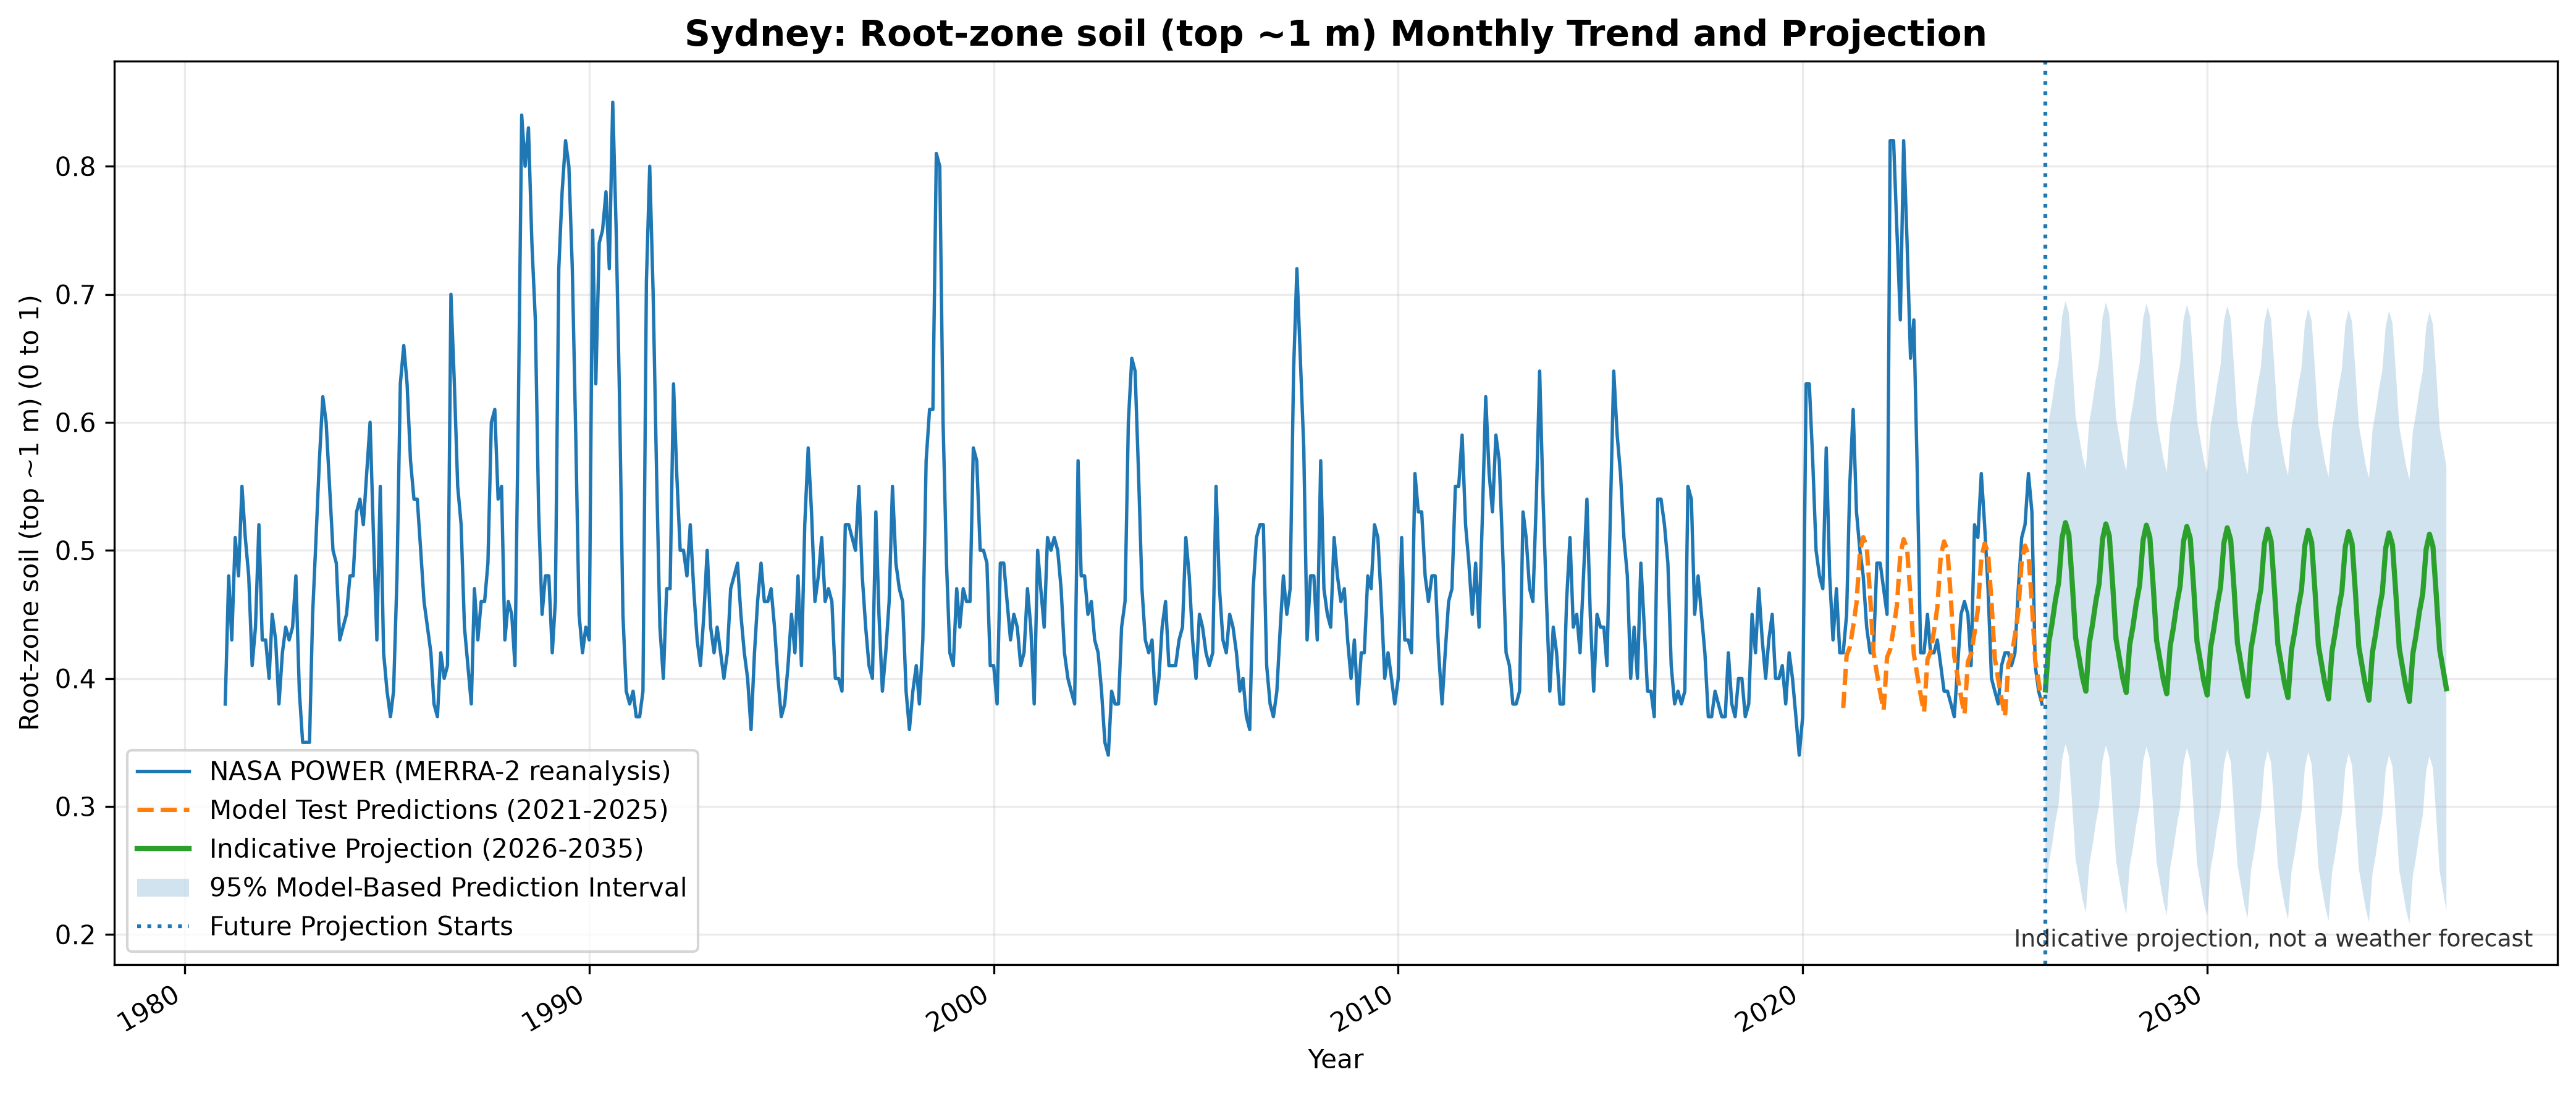 Sydney: Root-zone soil (top ~1 m) Monthly Trend and Projection
Root-zone soil (top ~1 m) (0 to 1)
0.8
0.7
0.6
0.5
0.4
0.3
0.2
NASA POWER (MERRA-2 reanalysis)
Model Test Predictions (2021-2025)
Indicative Projection (2026-2035)
95% Model-Based Prediction Interval
Future Projection Starts
Indicative projection, not a weather forecast
1980
1990
2000
2010
2020
2030
Year